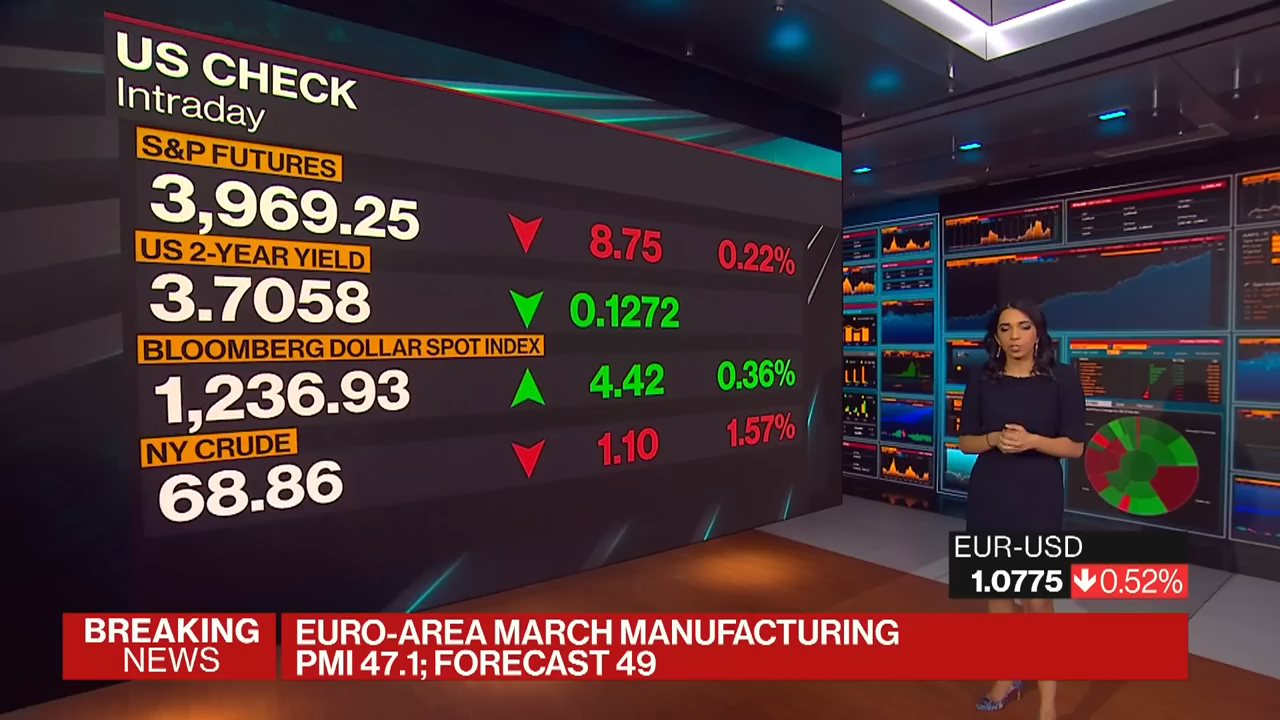 US CHECK
Intraday
S&P FUTURES
3,969.25 8.75 0.22%
US 2-YEAR YIELD
3.7058 0.1272
BLOOMBERG DOLLAR SPOT INDEX
1,236.93 4.42 0.36%
NY CRUDE
68.86 1.10 1.57%
EUR-USD
1.0775 0.52%
BREAKING
NEWS
EURO-AREA MARCH MANUFACTURING
PMI 47.1; FORECAST 49